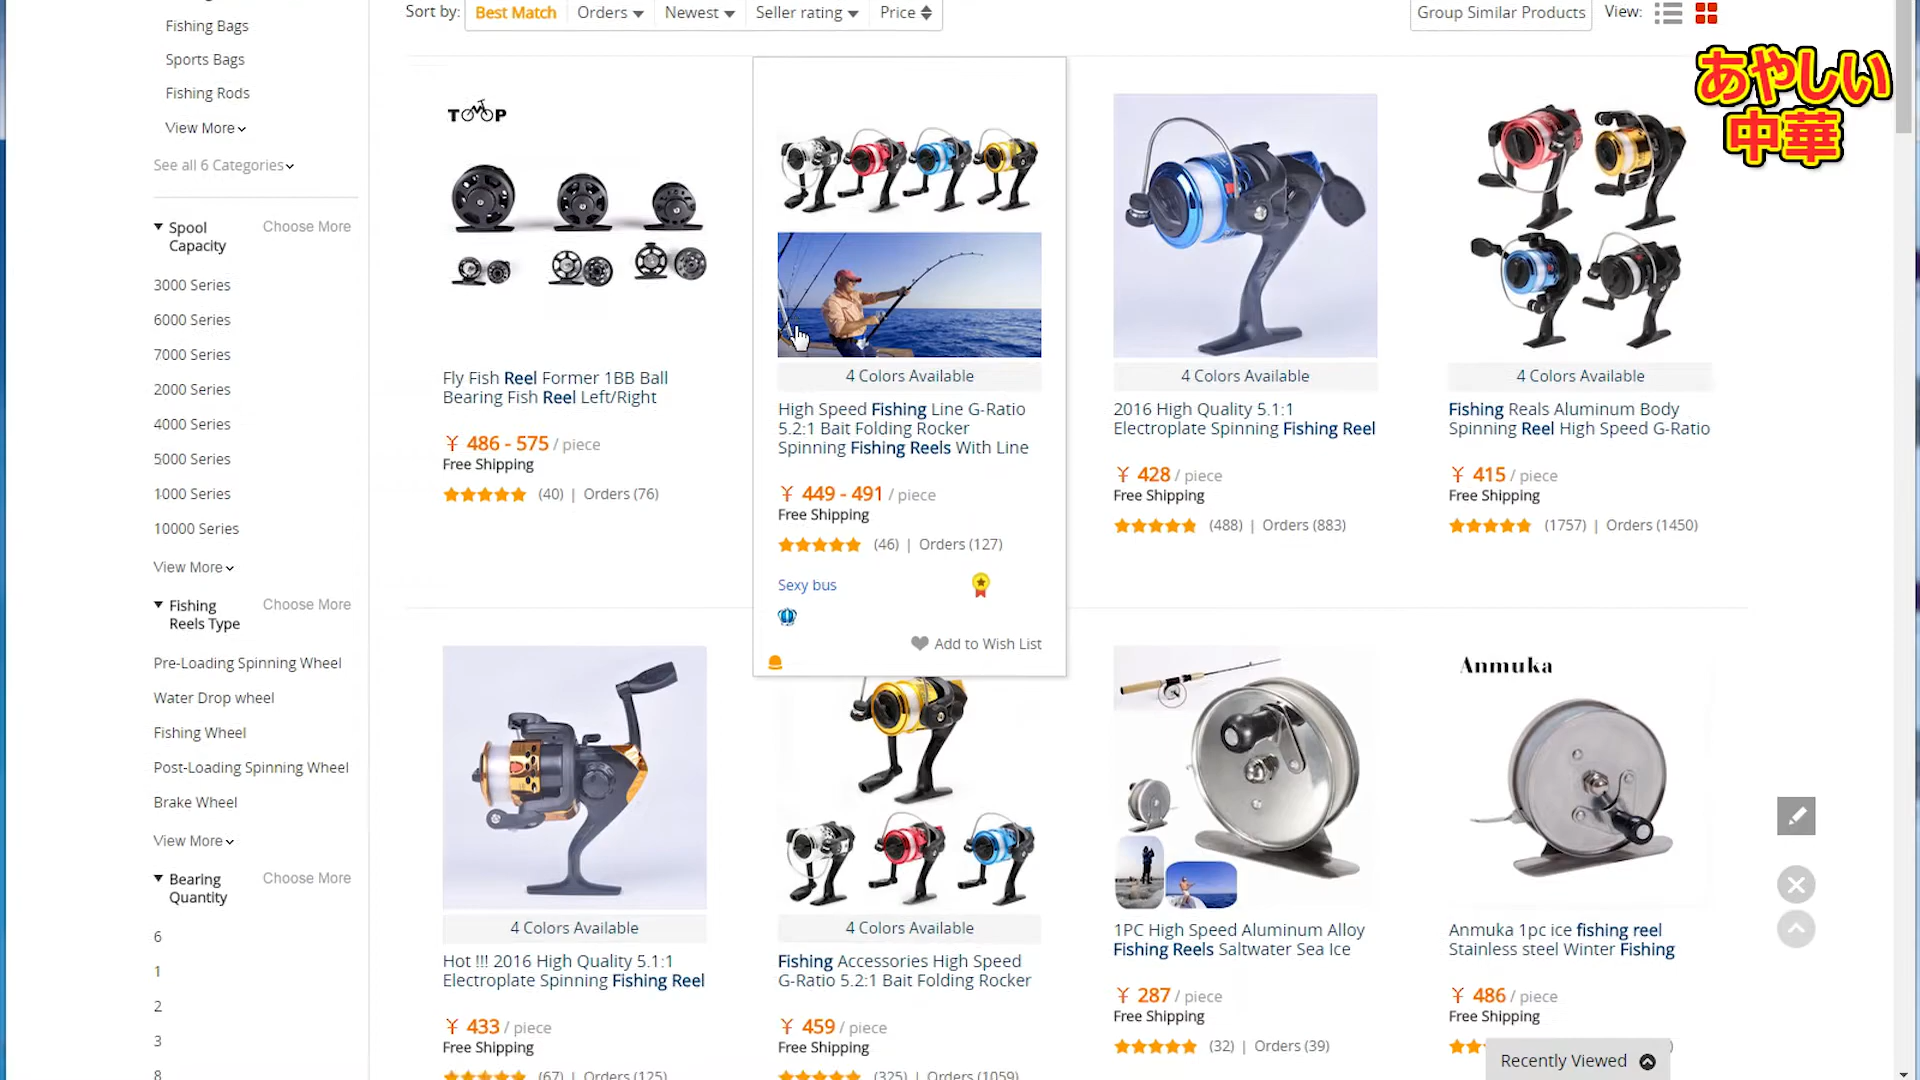 Sort by:
Best Match
Orders
Newest
Seller rating
Price
Group Similar Products
View:
あやしい
中華
Fishing Bags
Sports Bags
Fishing Rods
View More
See all 6 Categories
Spool
Capacity
Choose More
3000 Series
6000 Series
7000 Series
2000 Series
4000 Series
5000 Series
1000 Series
10000 Series
View More
Fishing
Reels Type
Choose More
Pre-Loading Spinning Wheel
Water Drop wheel
Fishing Wheel
Post-Loading Spinning Wheel
Brake Wheel
View More
Bearing
Quantity
Choose More
6
1
2
3
8
Fly Fish Reel Former 1BB Ball
Bearing Fish Reel Left/Right
¥ 486 - 575 / piece
Free Shipping
(40) | Orders (76)
4 Colors Available
High Speed Fishing Line G-Ratio
5.2:1 Bait Folding Rocker
Spinning Fishing Reels With Line
¥ 449 - 491 / piece
Free Shipping
(46) | Orders (127)
Sexy bus
Add to Wish List
4 Colors Available
2016 High Quality 5.1:1
Electroplate Spinning Fishing Reel
¥ 428 / piece
Free Shipping
(488) | Orders (883)
4 Colors Available
Fishing Reals Aluminum Body
Spinning Reel High Speed G-Ratio
¥ 415 / piece
Free Shipping
(1757) | Orders (1450)
4 Colors Available
Hot !!! 2016 High Quality 5.1:1
Electroplate Spinning Fishing Reel
¥ 433 / piece
Free Shipping
(67) | Orders (125)
4 Colors Available
Fishing Accessories High Speed
G-Ratio 5.2:1 Bait Folding Rocker
¥ 459 / piece
Free Shipping
(325) | Orders (1059)
1PC High Speed Aluminum Alloy
Fishing Reels Saltwater Sea Ice
¥ 287 / piece
Free Shipping
(32) | Orders (39)
Anmuka
Anmuka 1pc ice fishing reel
Stainless steel Winter Fishing
¥ 486 / piece
Free Shipping
Recently Viewed